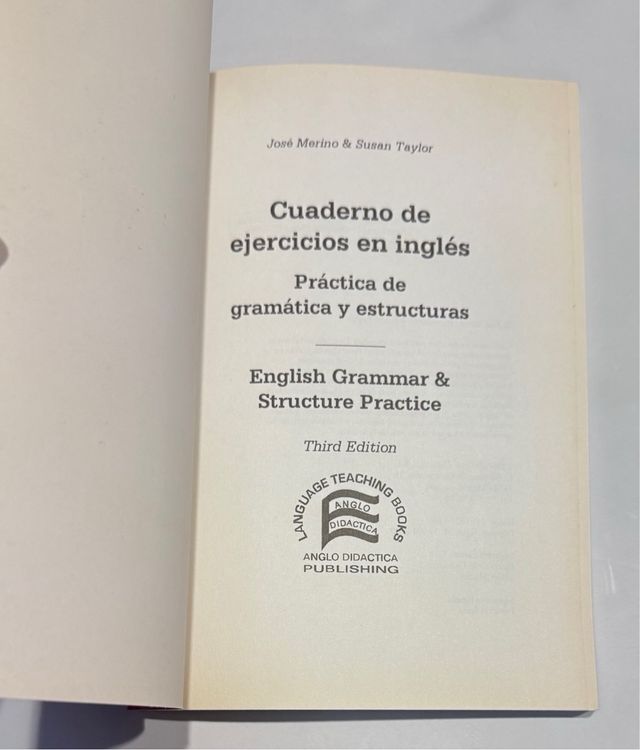 José Merino & Susan Taylor
Cuaderno de
ejercicios en inglés
Práctica de
gramática y estructuras
English Grammar &
Structure Practice
Third Edition
LANGUAGE TEACHING BOOKS
ANGLO
DIDACTICA
ANGLO DIDACTICA
PUBLISHING